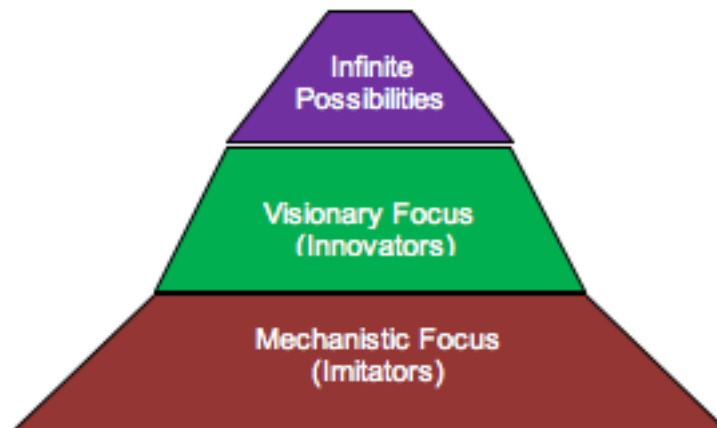 Infinite
Possibilities
Visionary Focus
(Innovators)
Mechanistic Focus
(Imitators)